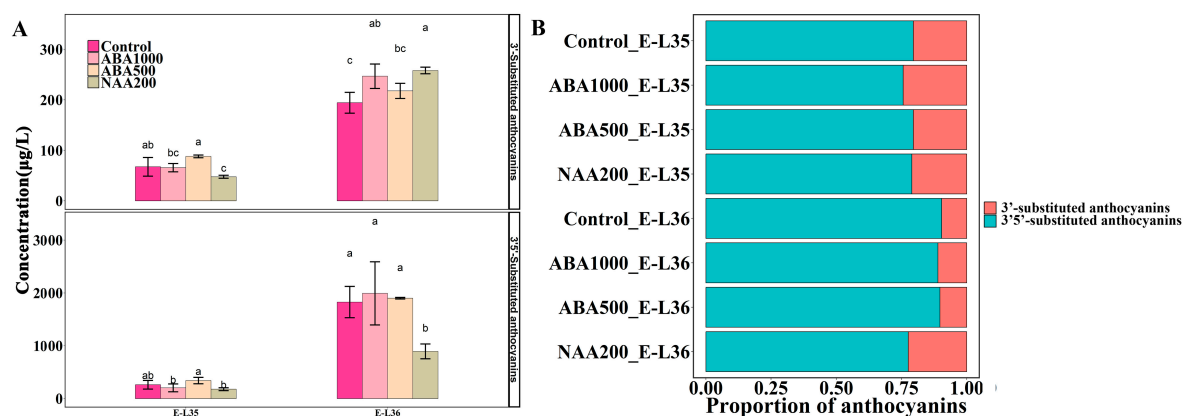 A
Concentration(µg/L)
Control
ABA1000
ABA500
NAA200
300
200
100
0
ab
bc
a
c
c
ab
bc
a
3'-Substituted anthocyanins
3000
2000
1000
0
ab
b
a
b
a
a
a
b
3'5'-Substituted anthocyanins
E-L35
E-L36
B
Control_E-L35
ABA1000_E-L35
ABA500_E-L35
NAA200_E-L35
Control_E-L36
ABA1000_E-L36
ABA500_E-L36
NAA200_E-L36
0.00
0.25
0.50
0.75
1.00
Proportion of anthocyanins
3’-substituted anthocyanins
3’5’-substituted anthocyanins